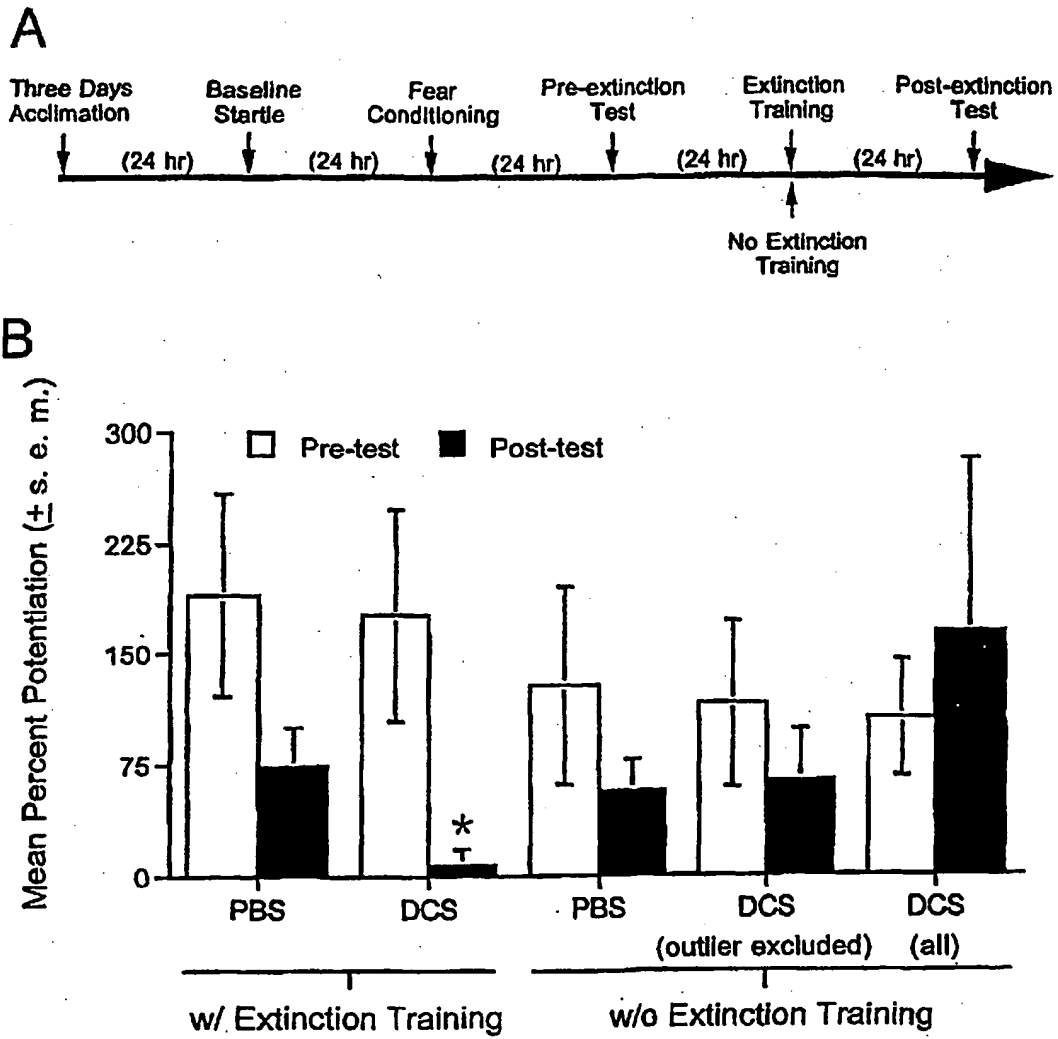 A
Three Days
Acclimation
Baseline
Startle
Fear
Conditioning
Pre-extinction
Test
Extinction
Training
Post-extinction
Test
(24 hr)
(24 hr)
(24 hr)
(24 hr)
(24 hr)
No Extinction
Training
B
Mean Percent Potentiation (± s. e. m.)
300
225
150
75
0
Pre-test
Post-test
*
PBS
DCS
PBS
DCS
(outlier excluded)
DCS
(all)
w/ Extinction Training
w/o Extinction Training